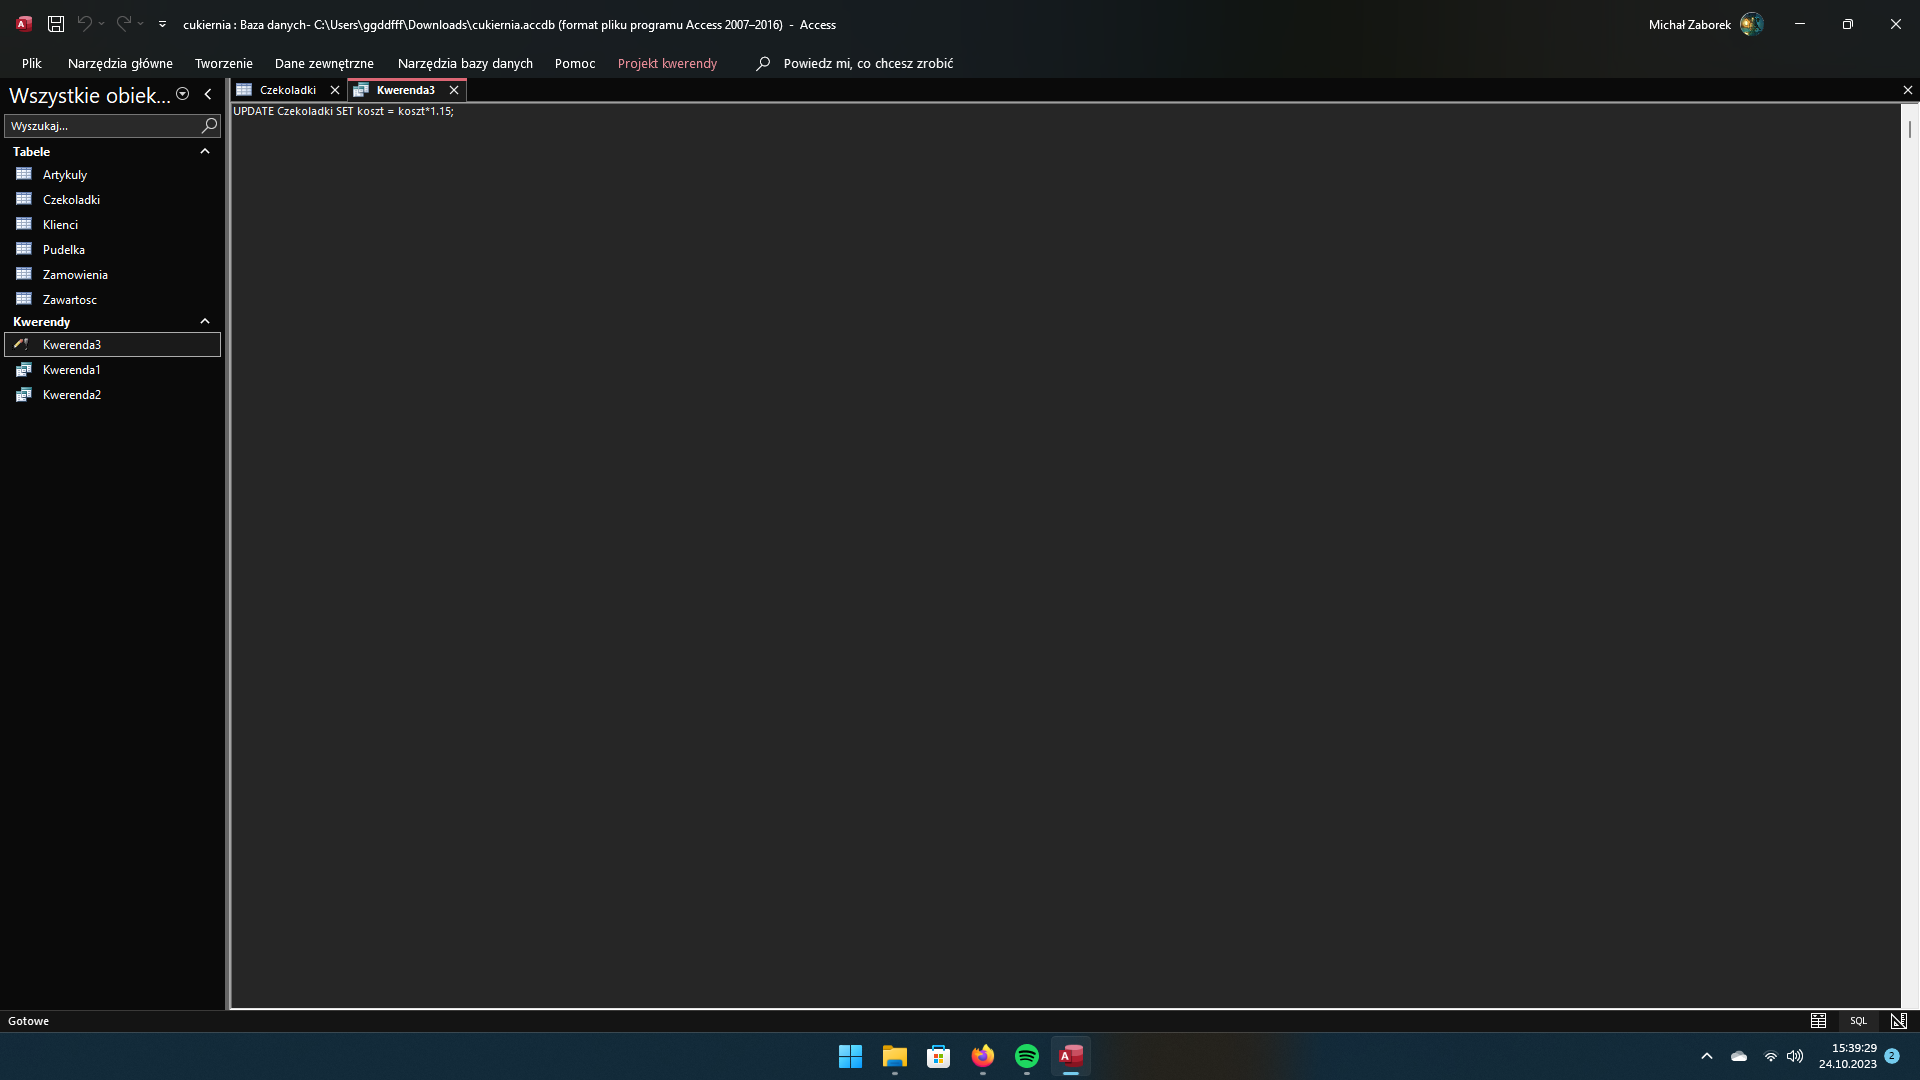 cukiernia : Baza danych- C:\Users\ggddfff\Downloads\cukiernia.accdb (format pliku programu Access 2007–2016) - Access
Michał Zaborek
Plik Narzędzia główne Tworzenie Dane zewnętrzne Narzędzia bazy danych Pomoc Projekt kwerendy Powiedz mi, co chcesz zrobić
Wszystkie obiek...
Czekoladki
Kwerenda3
Wyszukaj...
UPDATE Czekoladki SET koszt = koszt*1.15;
Tabele
Artykuly
Czekoladki
Klienci
Pudelka
Zamowienia
Zawartosc
Kwerendy
Kwerenda3
Kwerenda1
Kwerenda2
Gotowe
SQL
A
15:39:29
24.10.2023
2